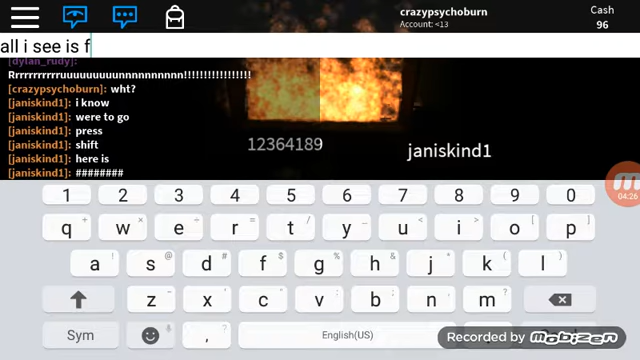 crazypsychoburn
Account: <13
Cash
96
all i see is f
[dylan_rudy]:
Rrrrrrrrrruuuuuuuuunnnnnnnnnn!!!!!!!!!!!!!!!!!
[crazypsychoburn]: wht?
[janiskind1]: i know
[janiskind1]: were to go
[janiskind1]: press
[janiskind1]: shift
[janiskind1]: here is
[janiskind1]: ########
12364189
janiskind1
04:26
1 2 3 4 5 6 7 8 9 0
q w e r t y u i o p
a s d f g h j k l
z x c v b n m
Sym , English(US)
Recorded by mobizen